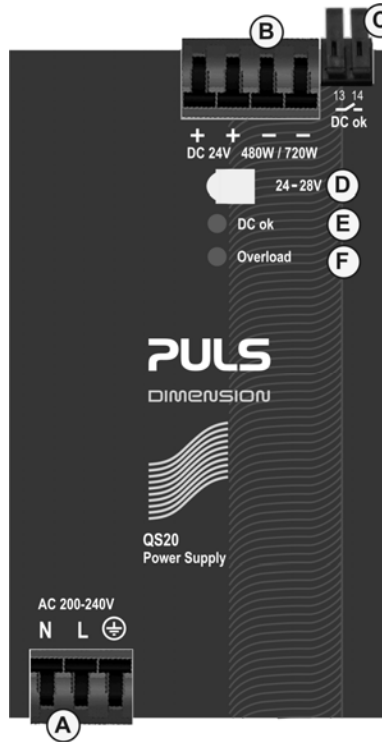 B
C
13 14
DC ok
+ + − −
DC 24V 480W / 720W
24-28V D
DC ok E
Overload F
PULS
DIMENSION
QS20
Power Supply
AC 200-240V
N L
A